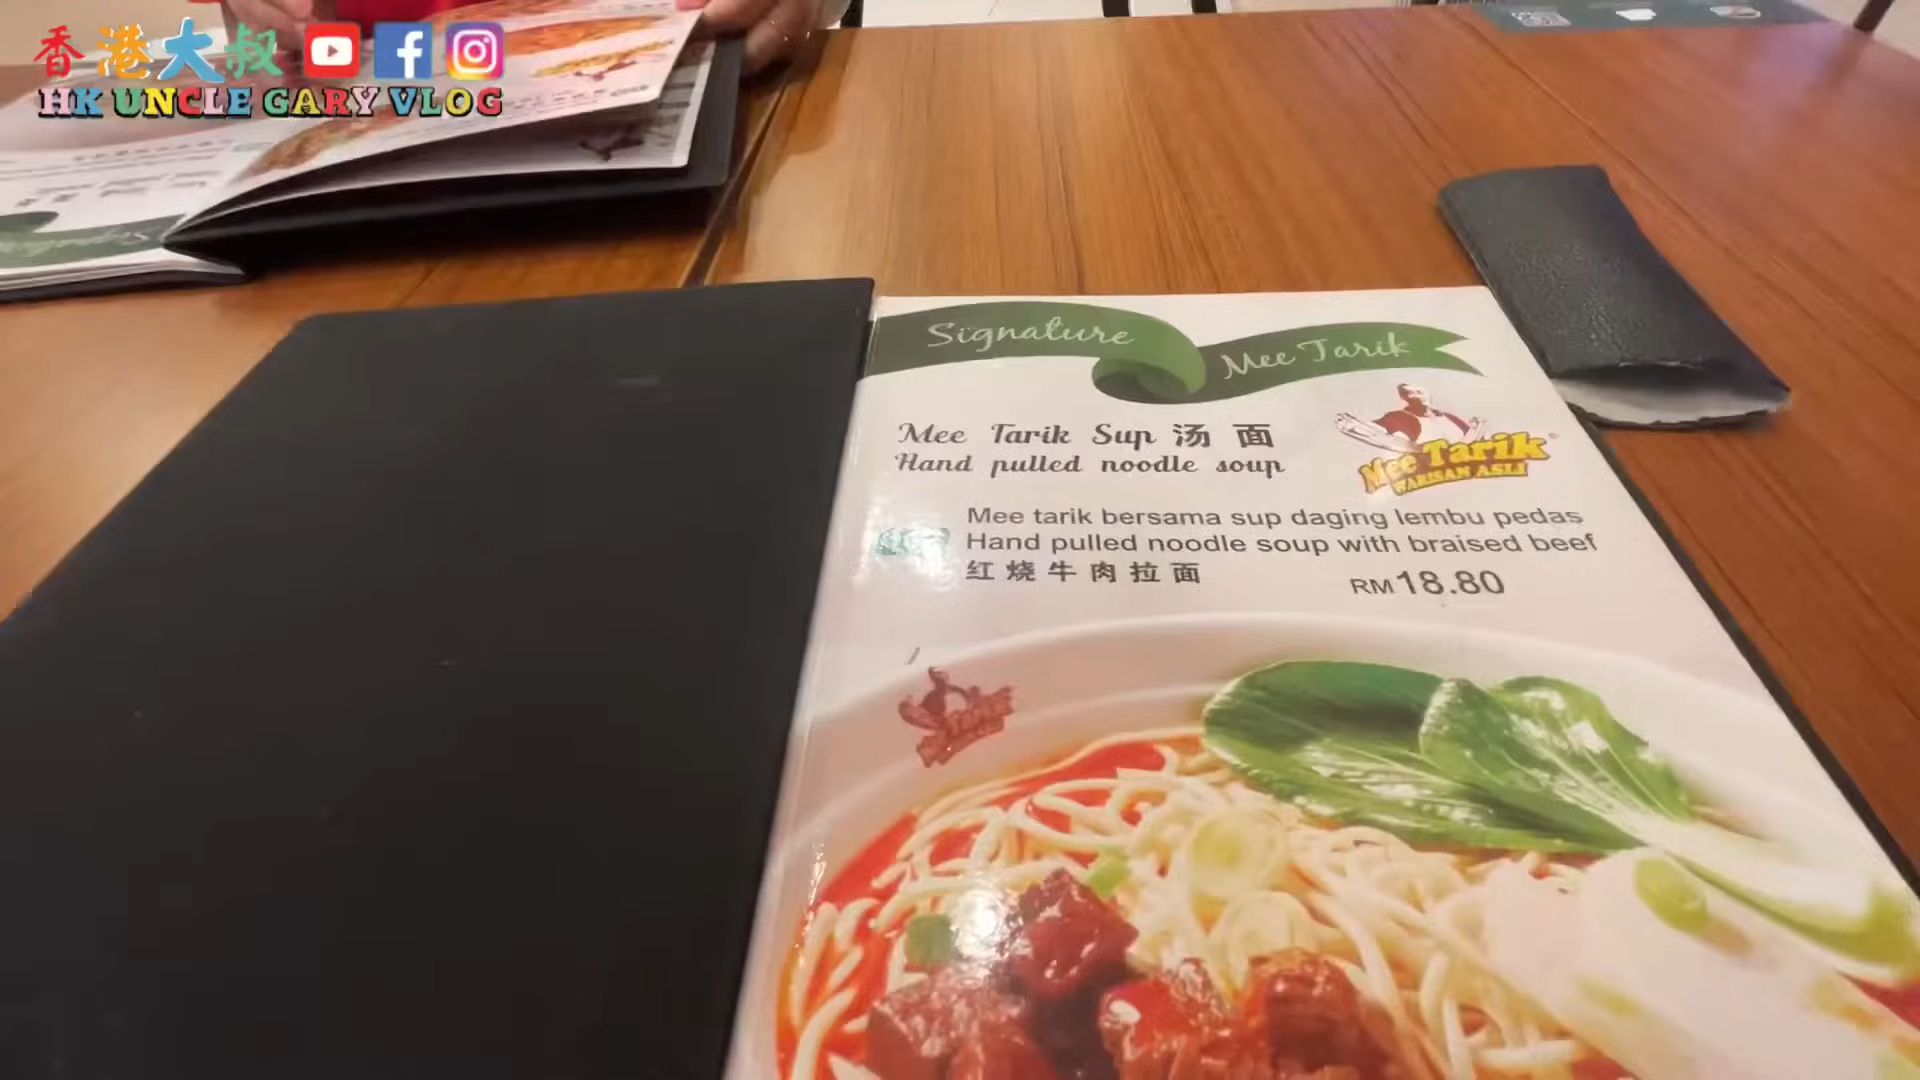 香港大叔
HK UNCLE GARY VLOG
Signature Mee Tarik
Mee Tarik Sup 汤面
Hand pulled noodle soup
Mee Tarik
WARISAN ASLI
Mee tarik bersama sup daging lembu pedas
Hand pulled noodle soup with braised beef
红烧牛肉拉面
RM18.80